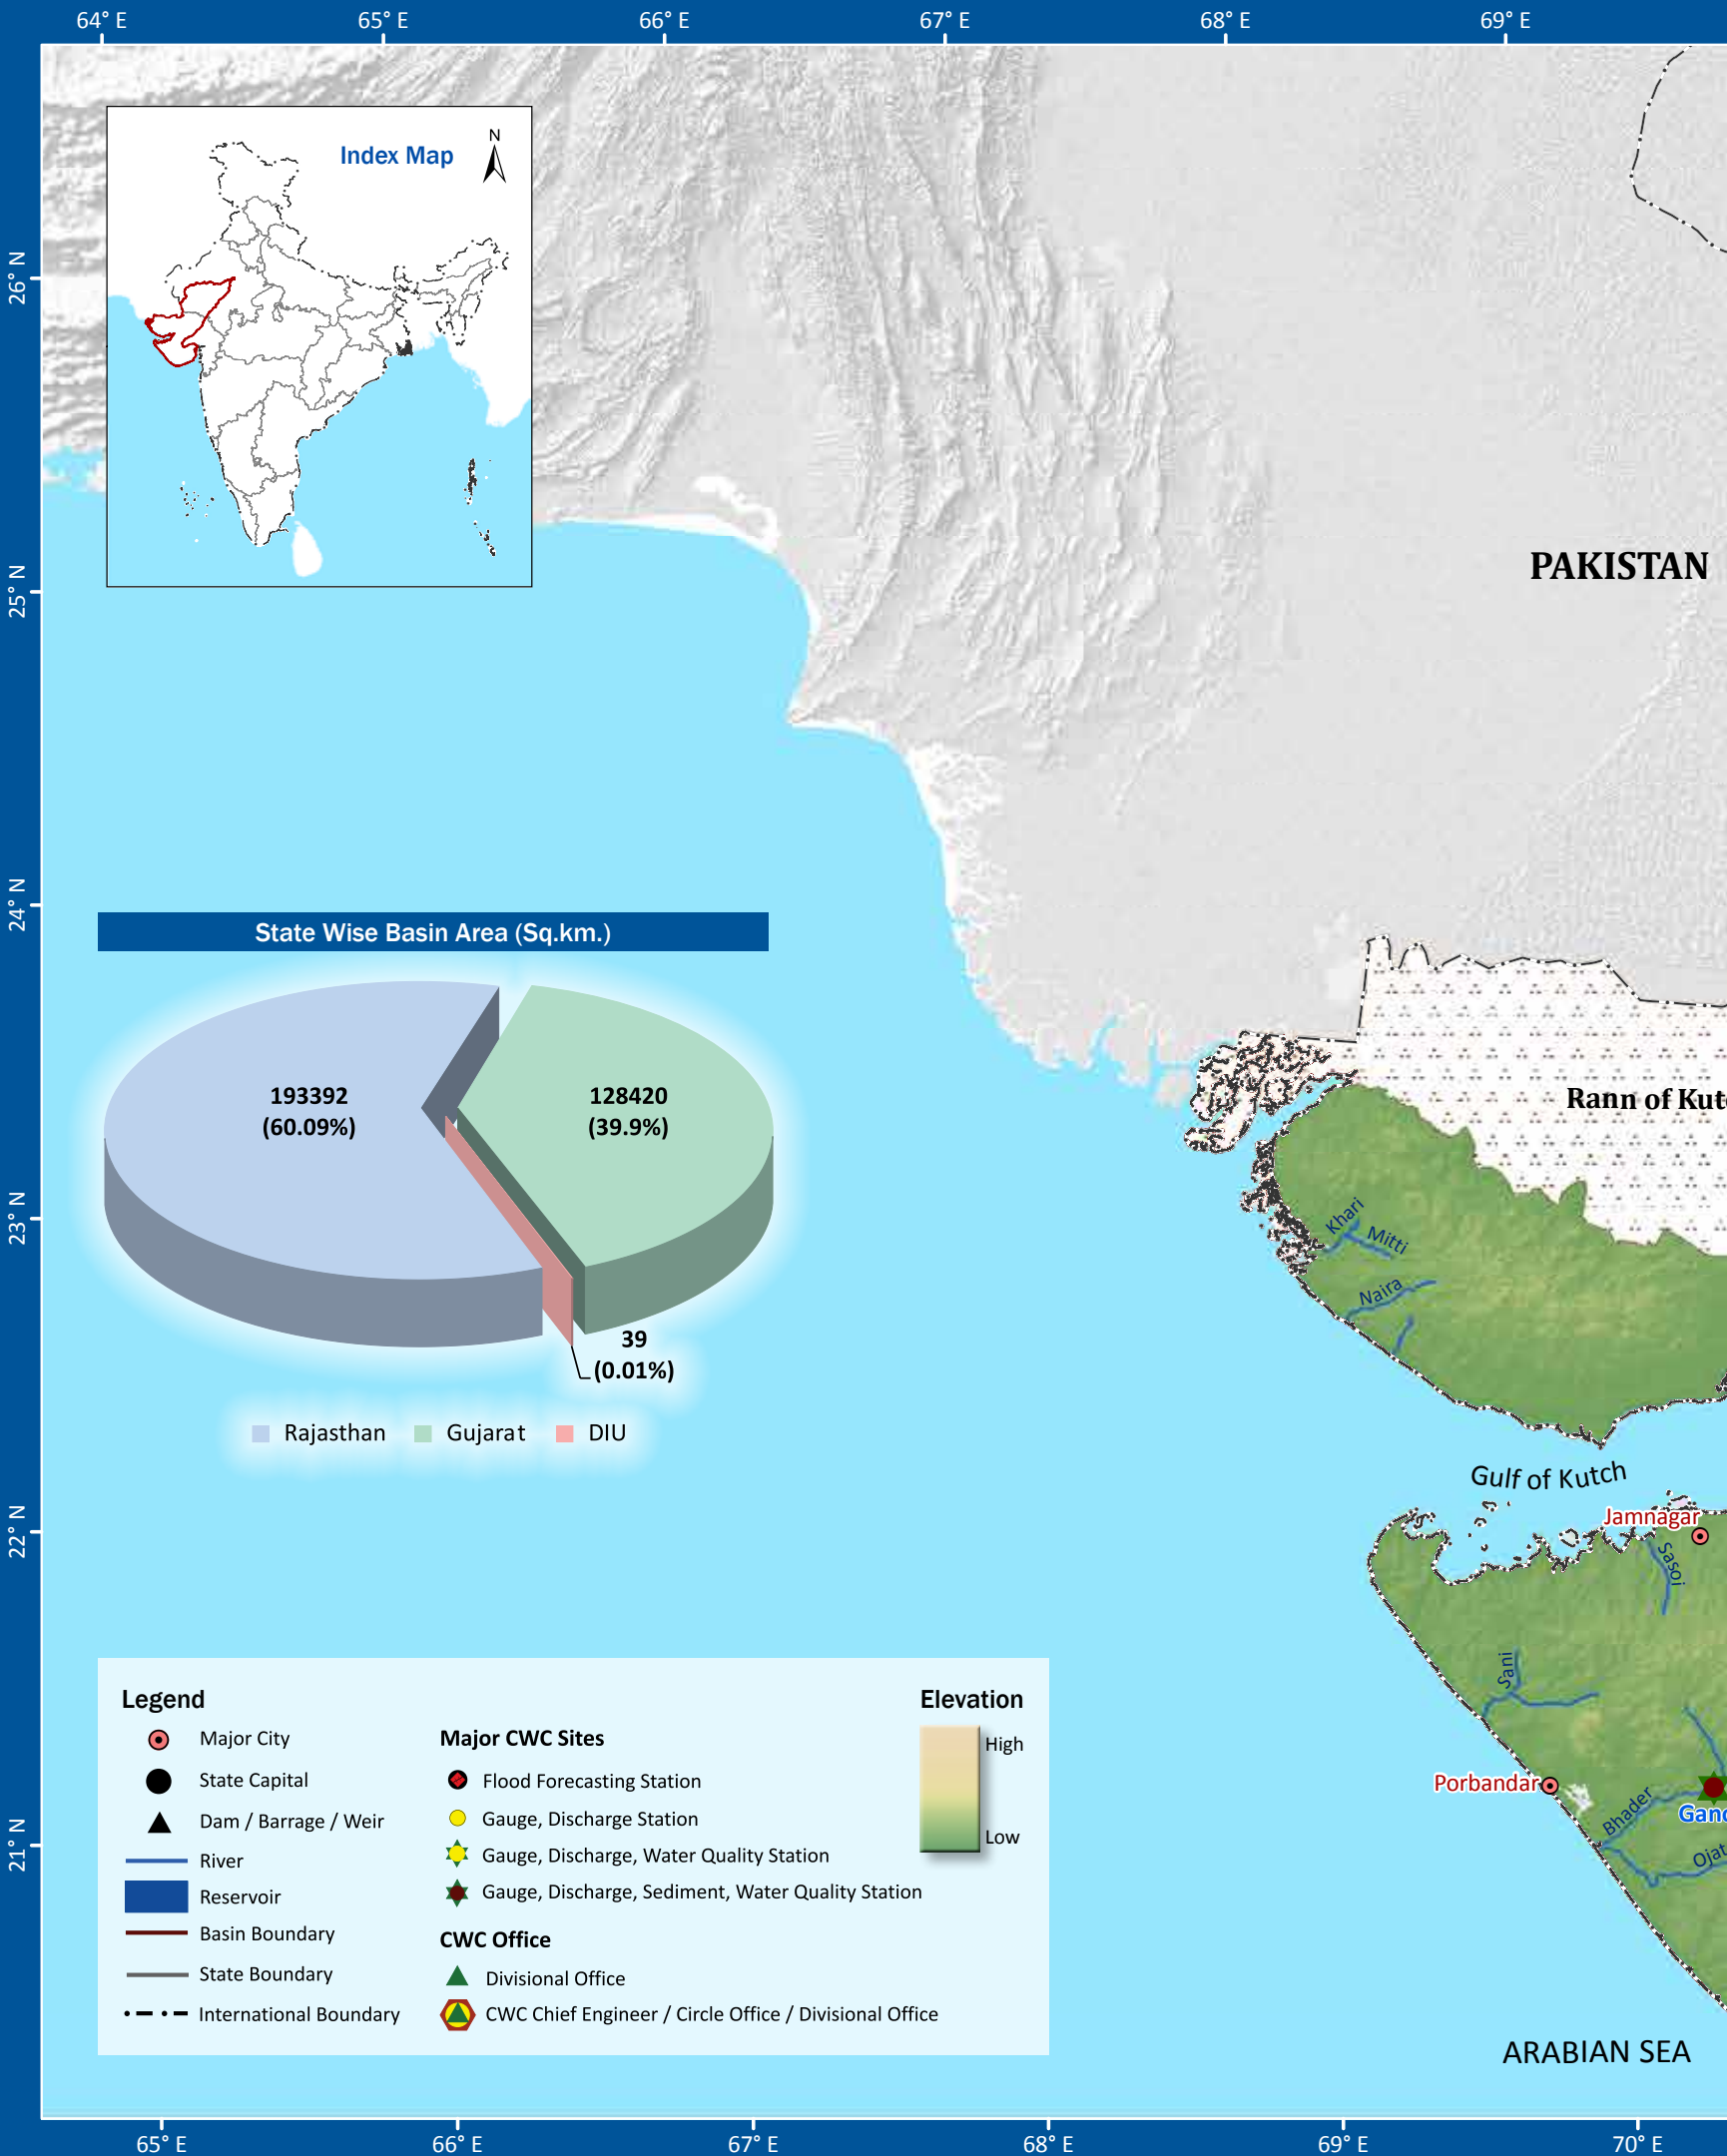 64° E 65° E 66° E 67° E 68° E 69° E
Index Map
N
26° N
25° N
24° N
23° N
22° N
21° N
PAKISTAN
State Wise Basin Area (Sq.km.)
193392
(60.09%)
128420
(39.9%)
39
(0.01%)
Rajasthan Gujarat DIU
Rann of Kutc
Khari
Mitti
Naira
Gulf of Kutch
Jamnagar
Sasoi
Sani
Porbandar
Bhader
Gand
Ojat
ARABIAN SEA
Legend
Major City
State Capital
Dam / Barrage / Weir
River
Reservoir
Basin Boundary
State Boundary
International Boundary
Major CWC Sites
Flood Forecasting Station
Gauge, Discharge Station
Gauge, Discharge, Water Quality Station
Gauge, Discharge, Sediment, Water Quality Station
CWC Office
Divisional Office
CWC Chief Engineer / Circle Office / Divisional Office
Elevation
High
Low
65° E 66° E 67° E 68° E 69° E 70° E